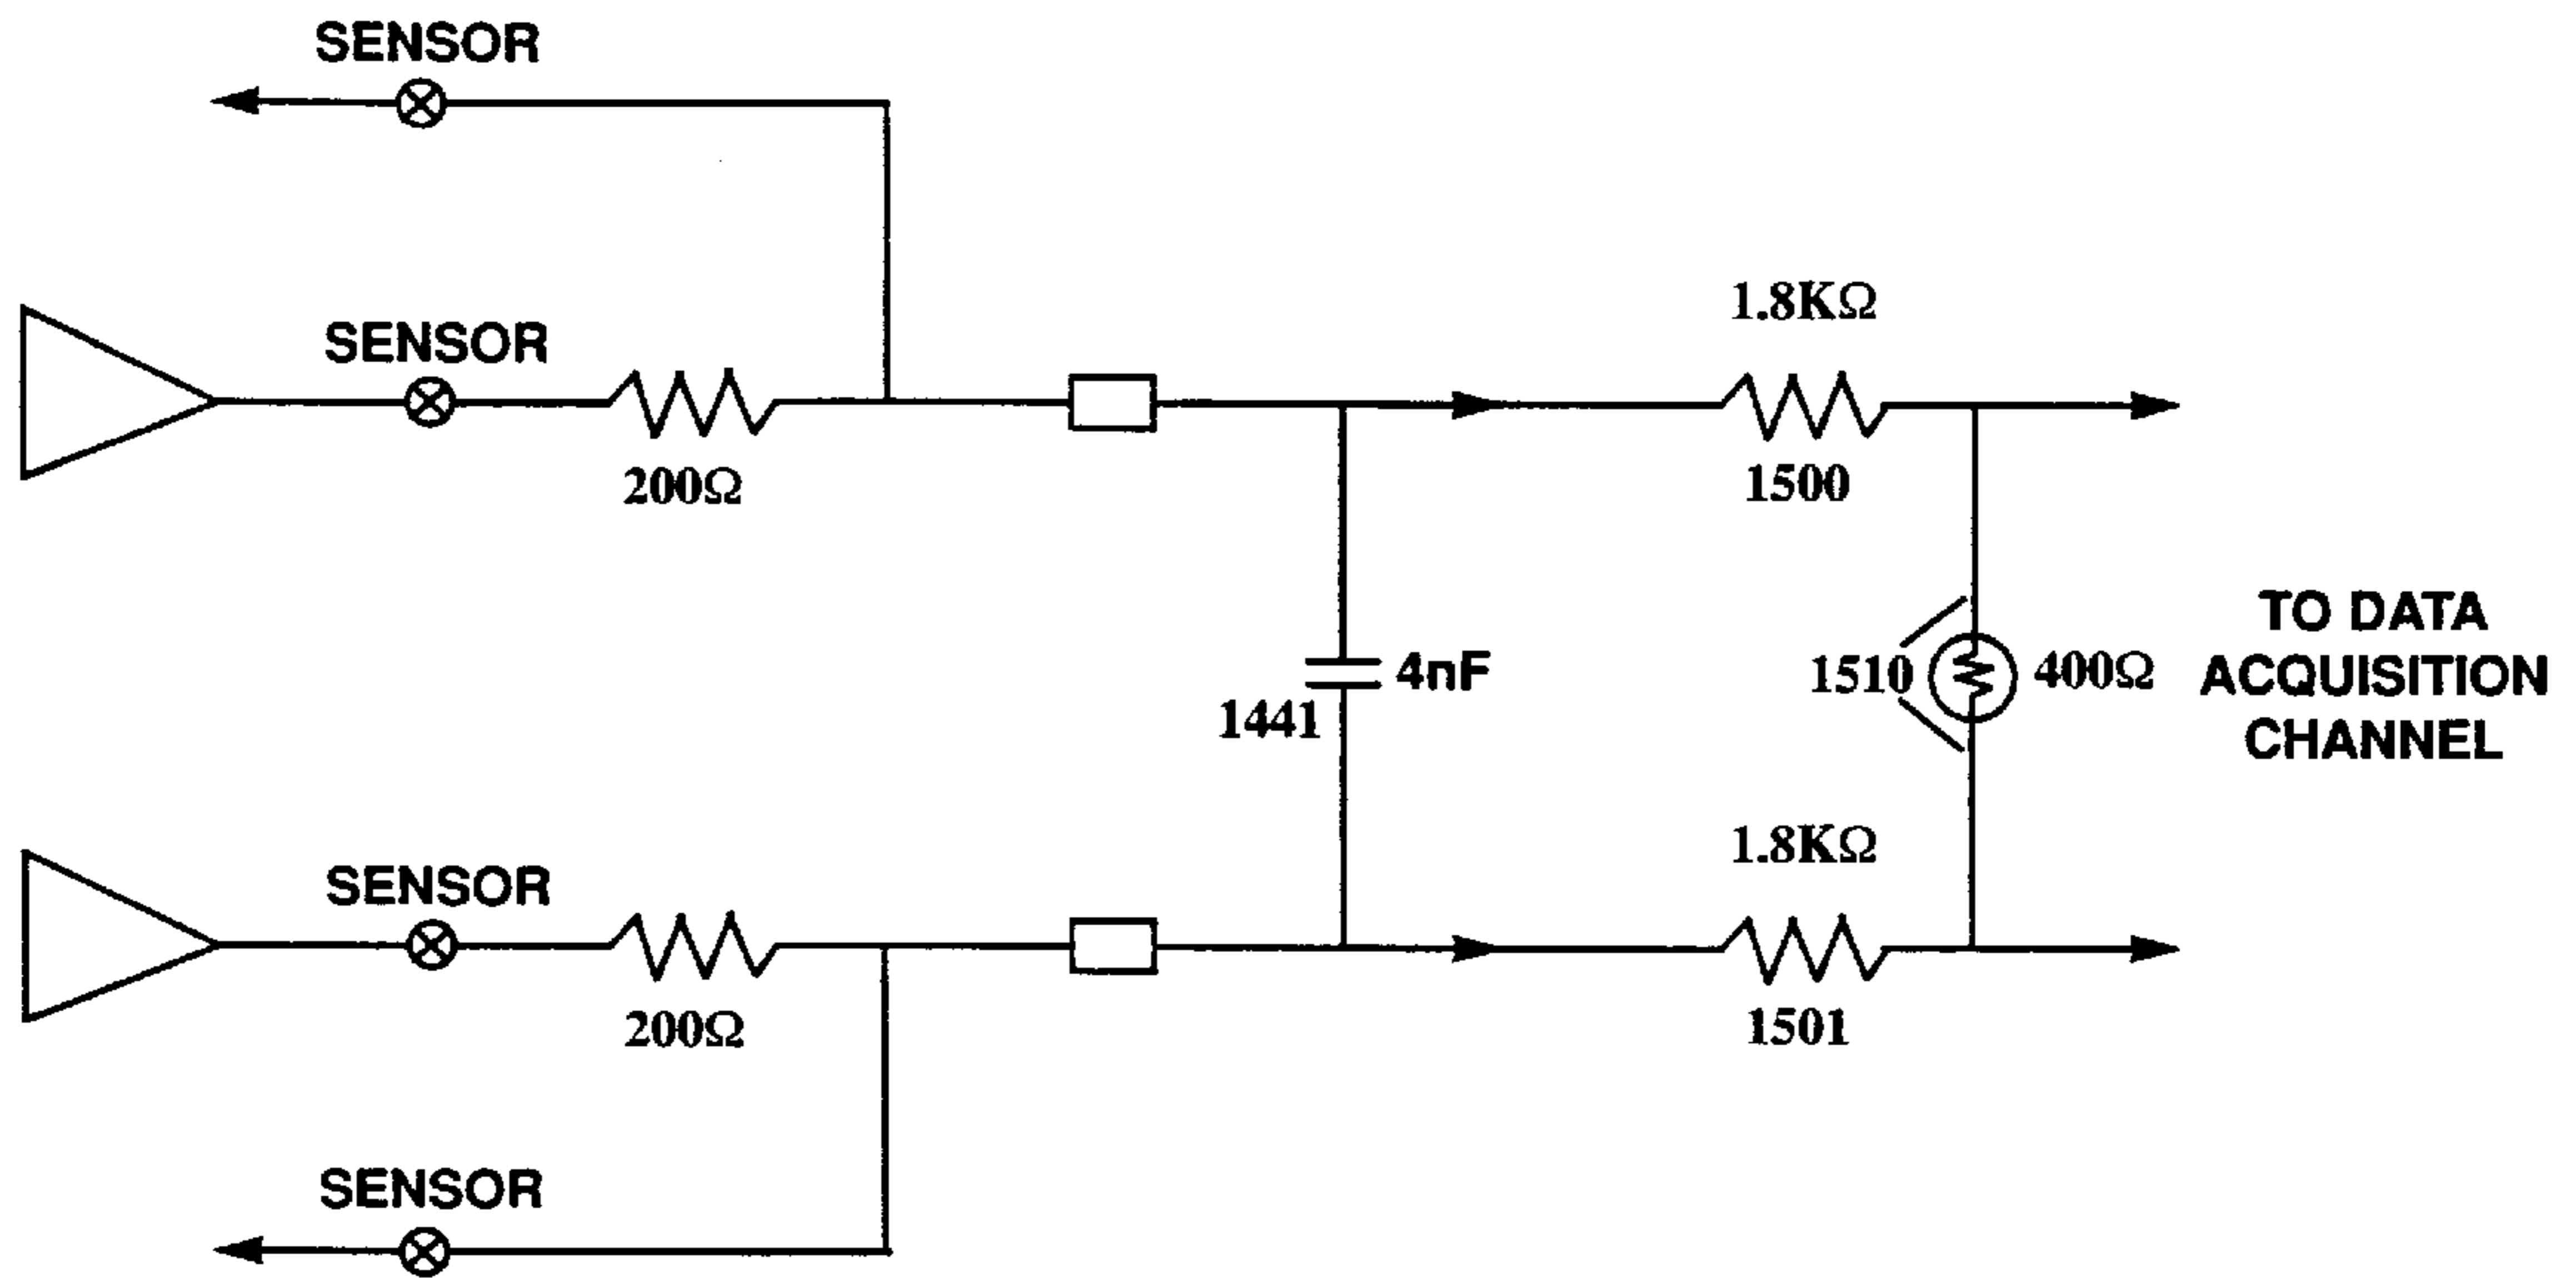 SENSOR
SENSOR
200Ω
1.8KΩ
1500
4nF
1441
1510
400Ω
TO DATA
ACQUISITION
CHANNEL
SENSOR
200Ω
1.8KΩ
1501
SENSOR